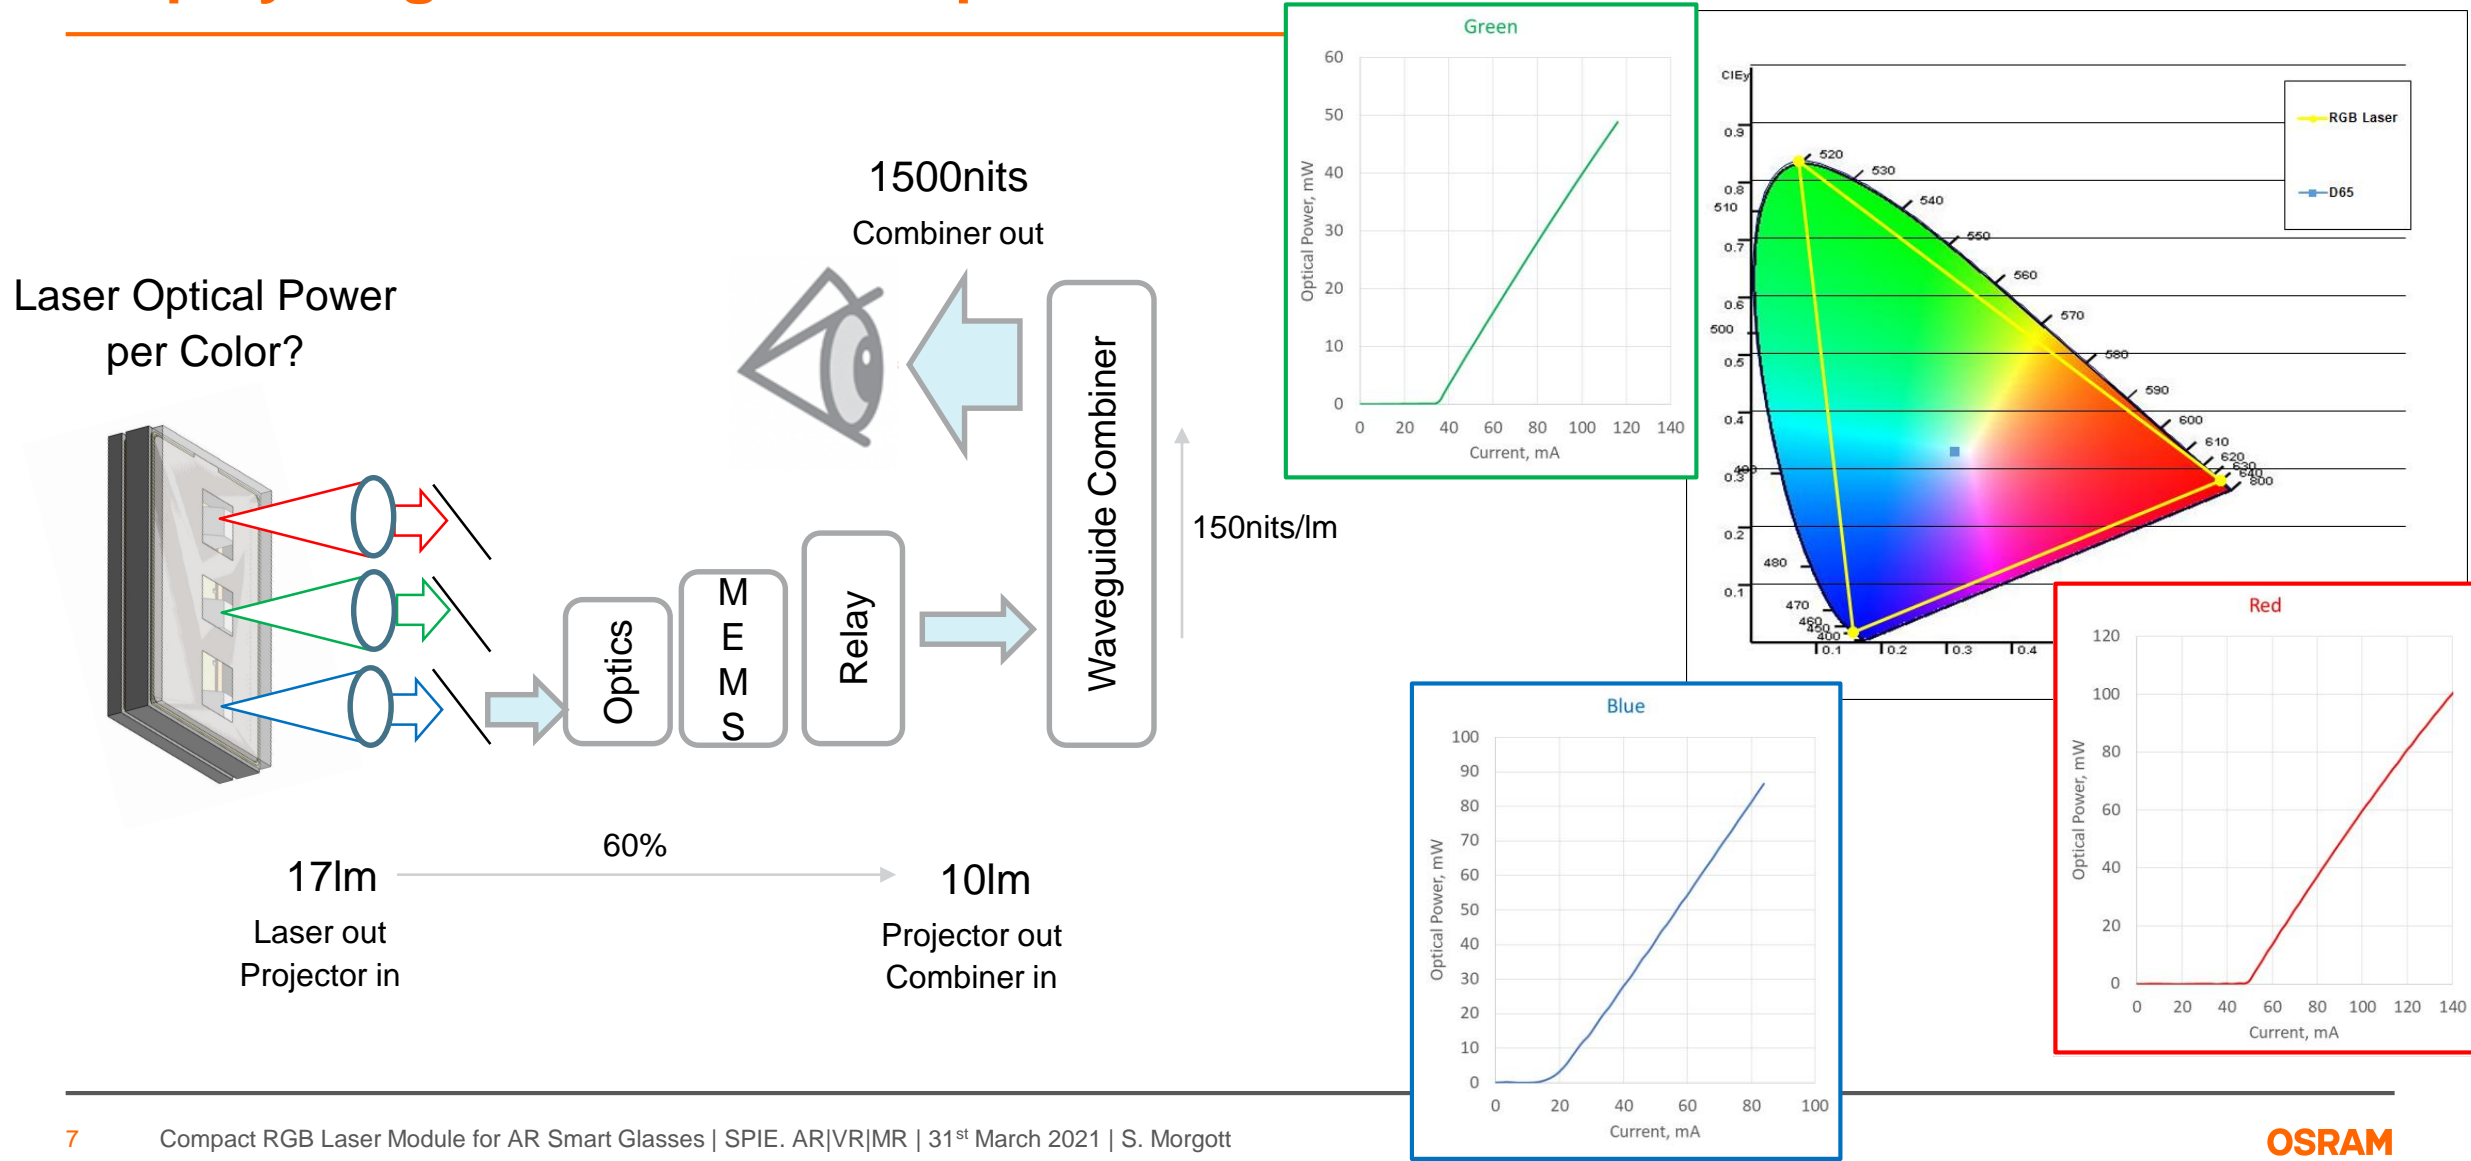 1500nits
Combiner out
Laser Optical Power
per Color?
Optics
M
E
M
S
Relay
Waveguide Combiner
150nits/lm
60%
17lm
Laser out
Projector in
10lm
Projector out
Combiner in
Green
60
50
40
30
20
10
0
Optical Power, mW
0 20 40 60 80 100 120 140
Current, mA
CIEy
RGB Laser
D65
0.9
0.8
0.7
0.6
0.5
0.4
0.3
0.2
0.1
520
530
540
550
560
570
580
590
600
610
620
630
640
800
510
500
480
470
460
450
400
0.1 0.2 0.3 0.4
Blue
100
90
80
70
60
50
40
30
20
10
0
Optical Power, mW
0 20 40 60 80 100
Current, mA
Red
120
100
80
60
40
20
0
Optical Power, mW
0 20 40 60 80 100 120 140
Current, mA
7 Compact RGB Laser Module for AR Smart Glasses | SPIE. AR|VR|MR | 31st March 2021 | S. Morgott
OSRAM